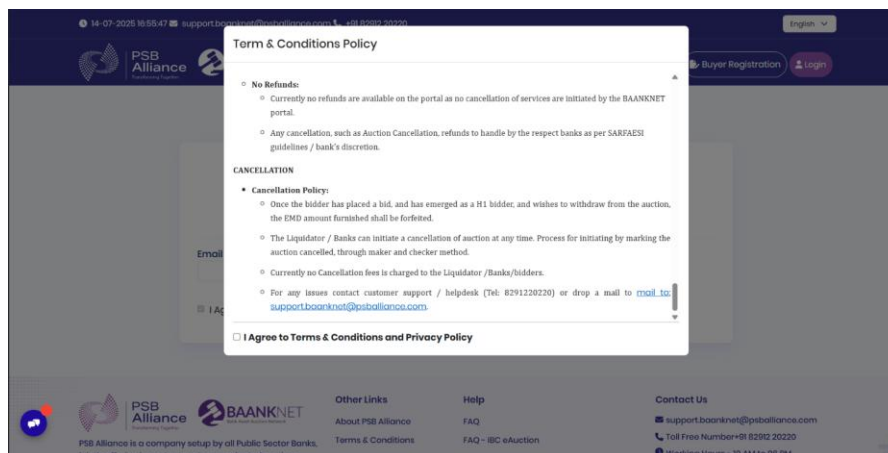 14-07-2025 16:55:47 support.baanknet@psballiance.com +91 82912 20220
English
PSB
Alliance
Buyer Registration
Login
Term & Conditions Policy
No Refunds:
Currently no refunds are available on the portal as no cancellation of services are initiated by the BAANKNET
portal.
Any cancellation, such as Auction Cancellation, refunds to handle by the respect banks as per SARFAESI
guidelines / bank's discretion.
CANCELLATION
Cancellation Policy:
Once the bidder has placed a bid, and has emerged as a H1 bidder, and wishes to withdraw from the auction,
the EMD amount furnished shall be forfeited.
The Liquidator / Banks can initiate a cancellation of auction at any time. Process for initiating by marking the
auction cancelled, through maker and checker method.
Currently no Cancellation fees is charged to the Liquidator /Banks/bidders.
For any issues contact customer support / helpdesk (Tel: 8291220220) or drop a mail to mail to:
support.baanknet@psballiance.com.
Email
I Ag
I Agree to Terms & Conditions and Privacy Policy
PSB
Alliance
BAANKNET
PSB Alliance is a company setup by all Public Sector Banks,
Other Links
About PSB Alliance
Terms & Conditions
Help
FAQ
FAQ - IBC eAuction
Contact Us
support.baanknet@psballiance.com
Toll Free Number+91 82912 20220